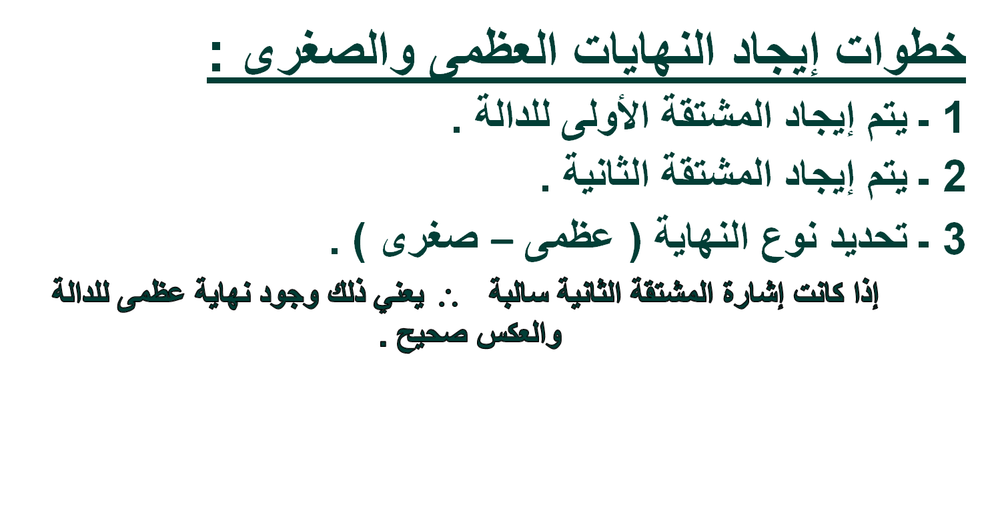 خطوات إيجاد النهايات العظمى والصغرى :
1 - يتم إيجاد المشتقة الأولى للدالة .
2 - يتم إيجاد المشتقة الثانية .
3 - تحديد نوع النهاية ( عظمى – صغرى ) .
إذا كانت إشارة المشتقة الثانية سالبة ∴ يعني ذلك وجود نهاية عظمى للدالة
والعكس صحيح .